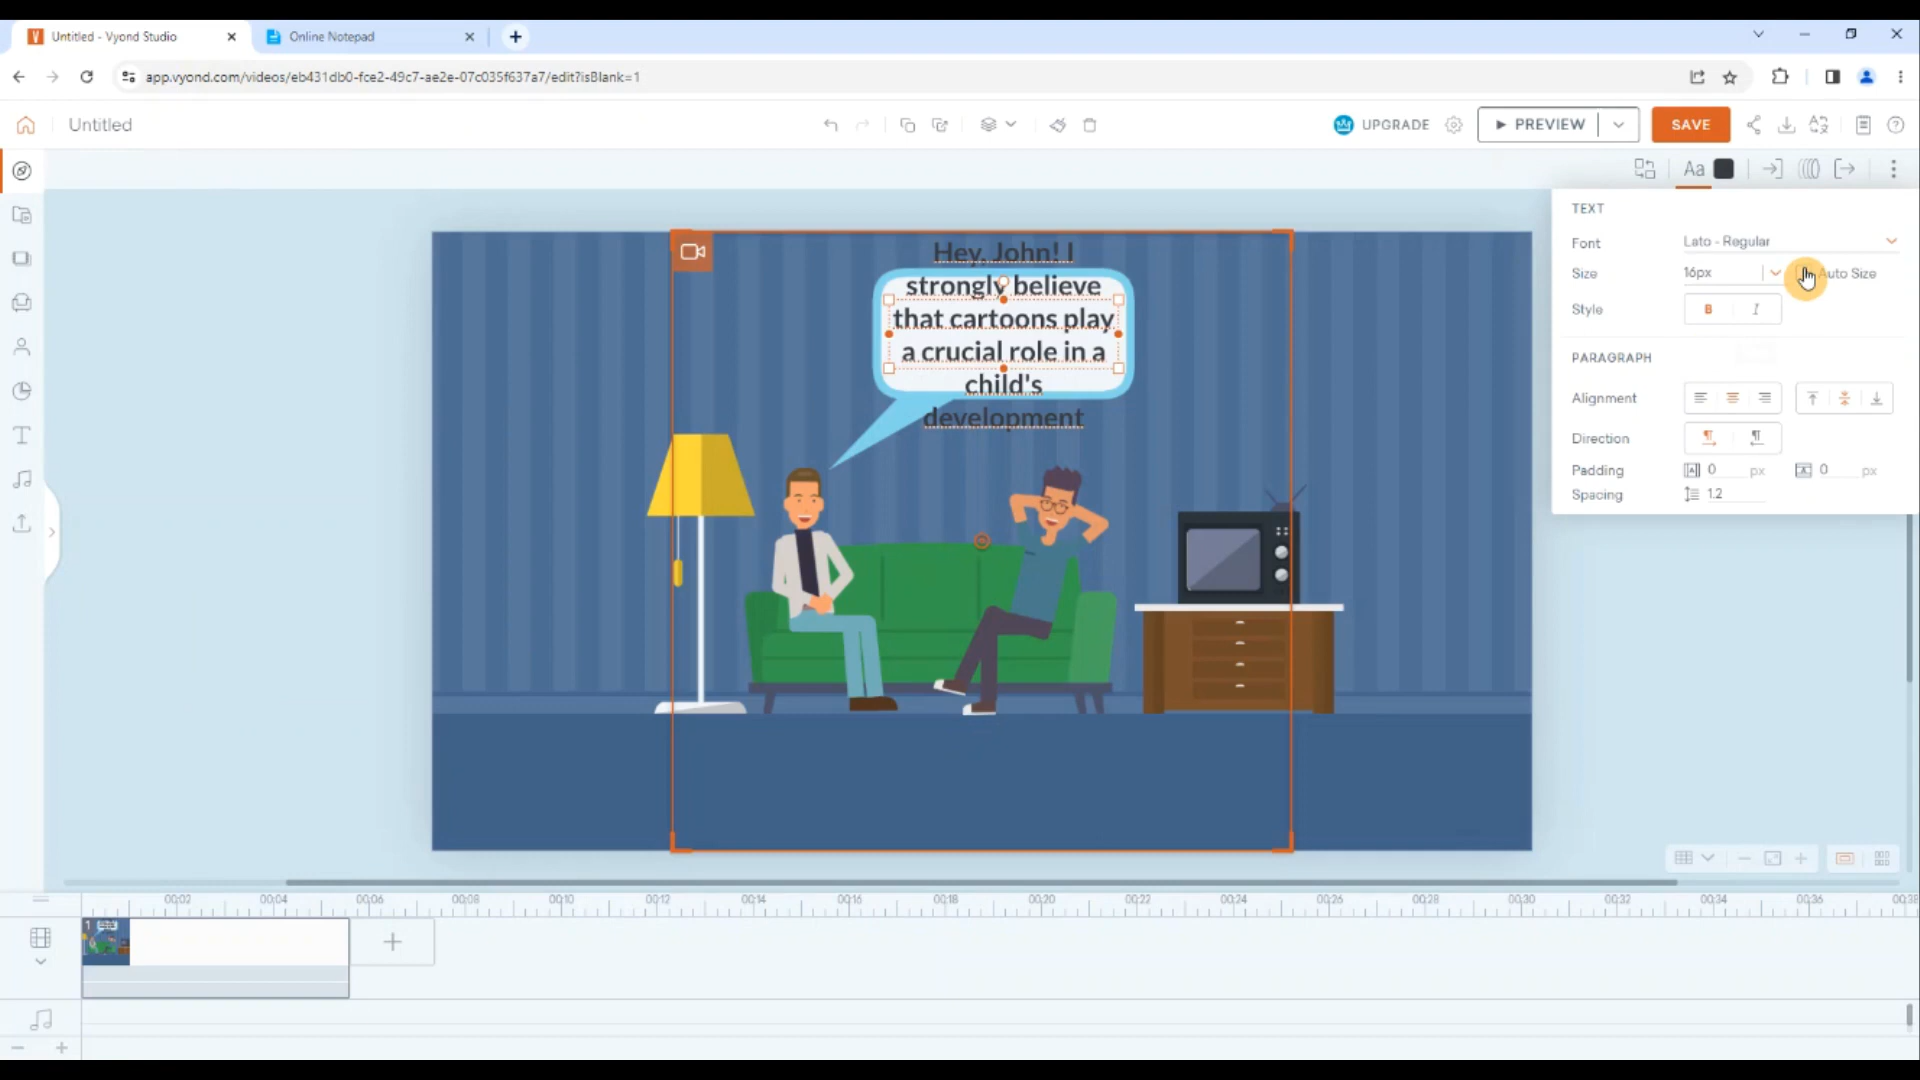 Untitled - Vyond Studio
Online Notepad
app.vyond.com/videos/eb431db0-fce2-49c7-ae2e-07c035f637a7/edit?isBlank=1
Untitled
UPGRADE
PREVIEW
SAVE
Aa
TEXT
Font
Lato - Regular
Size
16px
Auto Size
Style
B
I
PARAGRAPH
Alignment
Direction
Padding
0
px
0
px
Spacing
1.2
Hey, John! I
strongly believe
that cartoons play
a crucial role in a
child's
development
00:02
00:04
00:06
00:08
00:10
00:12
00:14
00:16
00:18
00:20
00:22
00:24
00:26
00:28
00:30
00:32
00:34
00:36
00:38
1